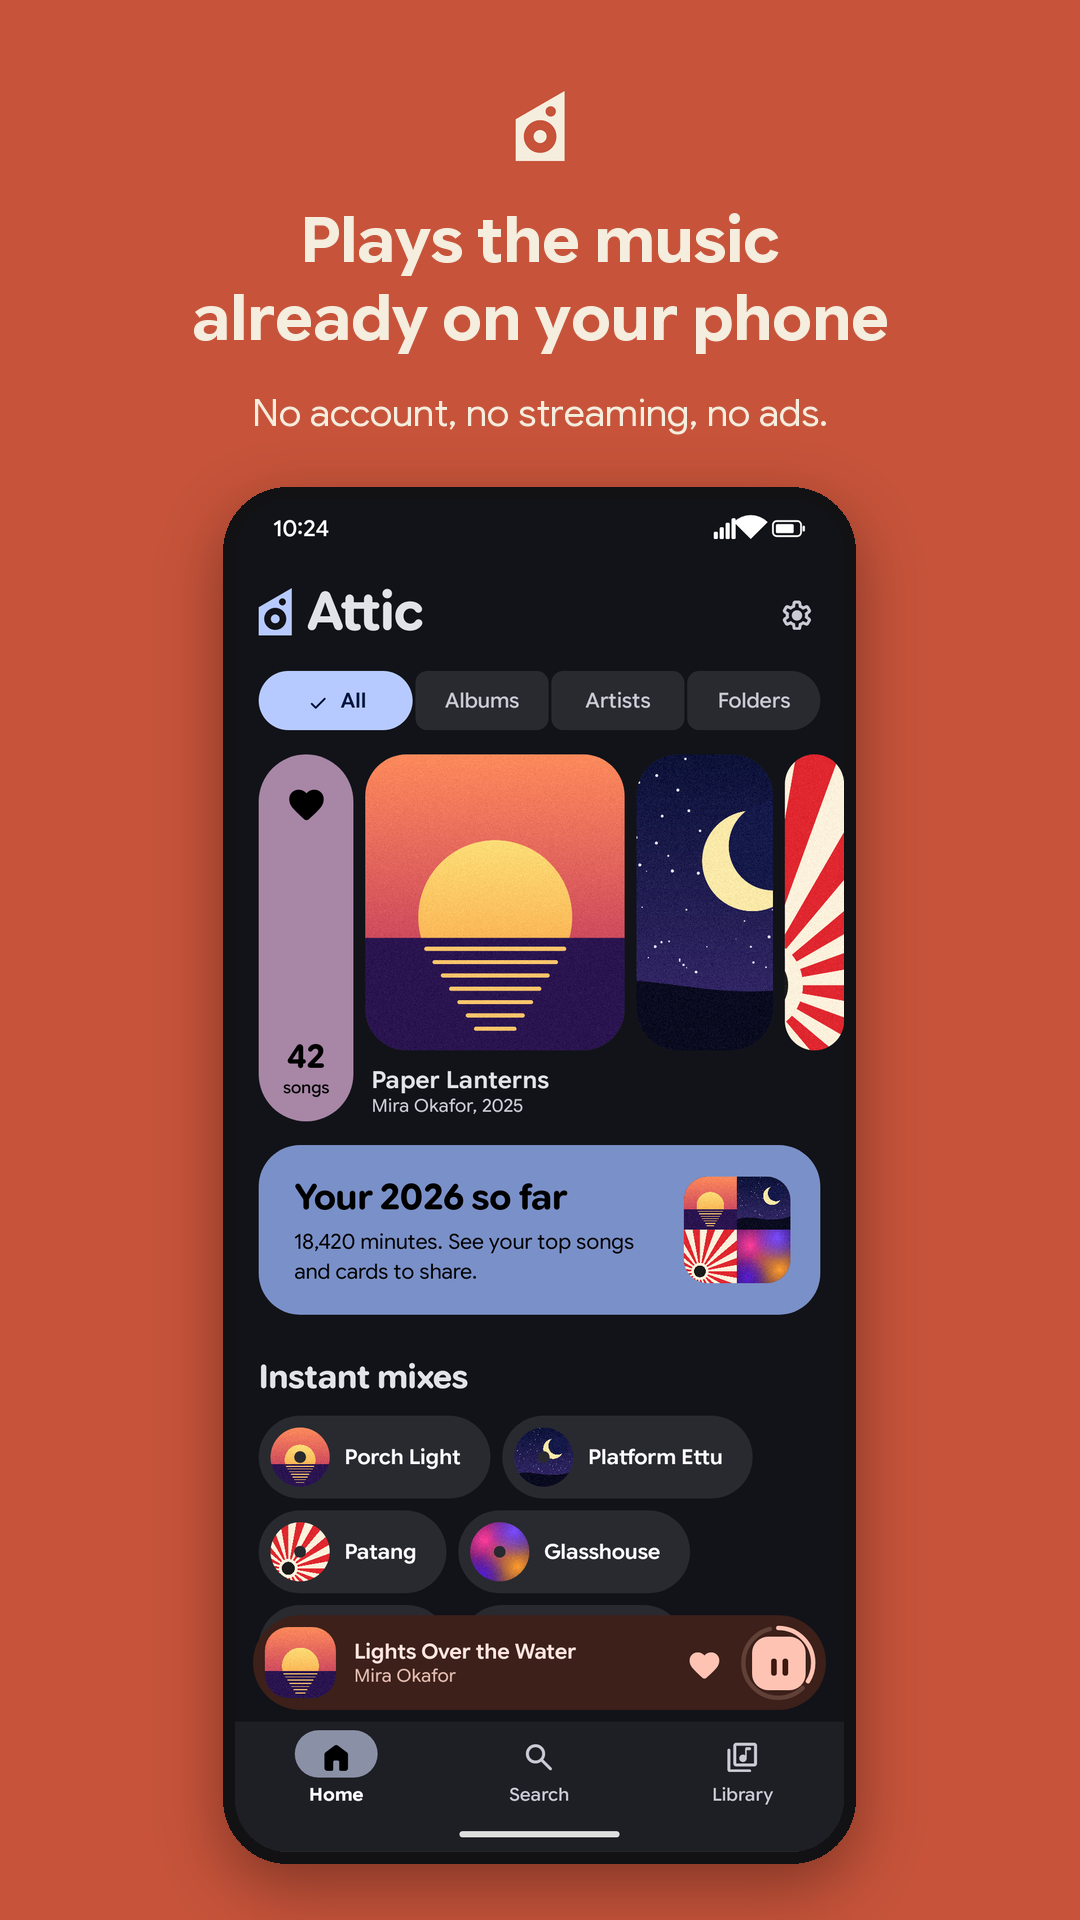 Plays the music
already on your phone
No account, no streaming, no ads.
10:24
Attic
All
Albums
Artists
Folders
42
songs
Paper Lanterns
Mira Okafor, 2025
Your 2026 so far
18,420 minutes. See your top songs
and cards to share.
Instant mixes
Porch Light
Platform Ettu
Patang
Glasshouse
Lights Over the Water
Mira Okafor
Home
Search
Library